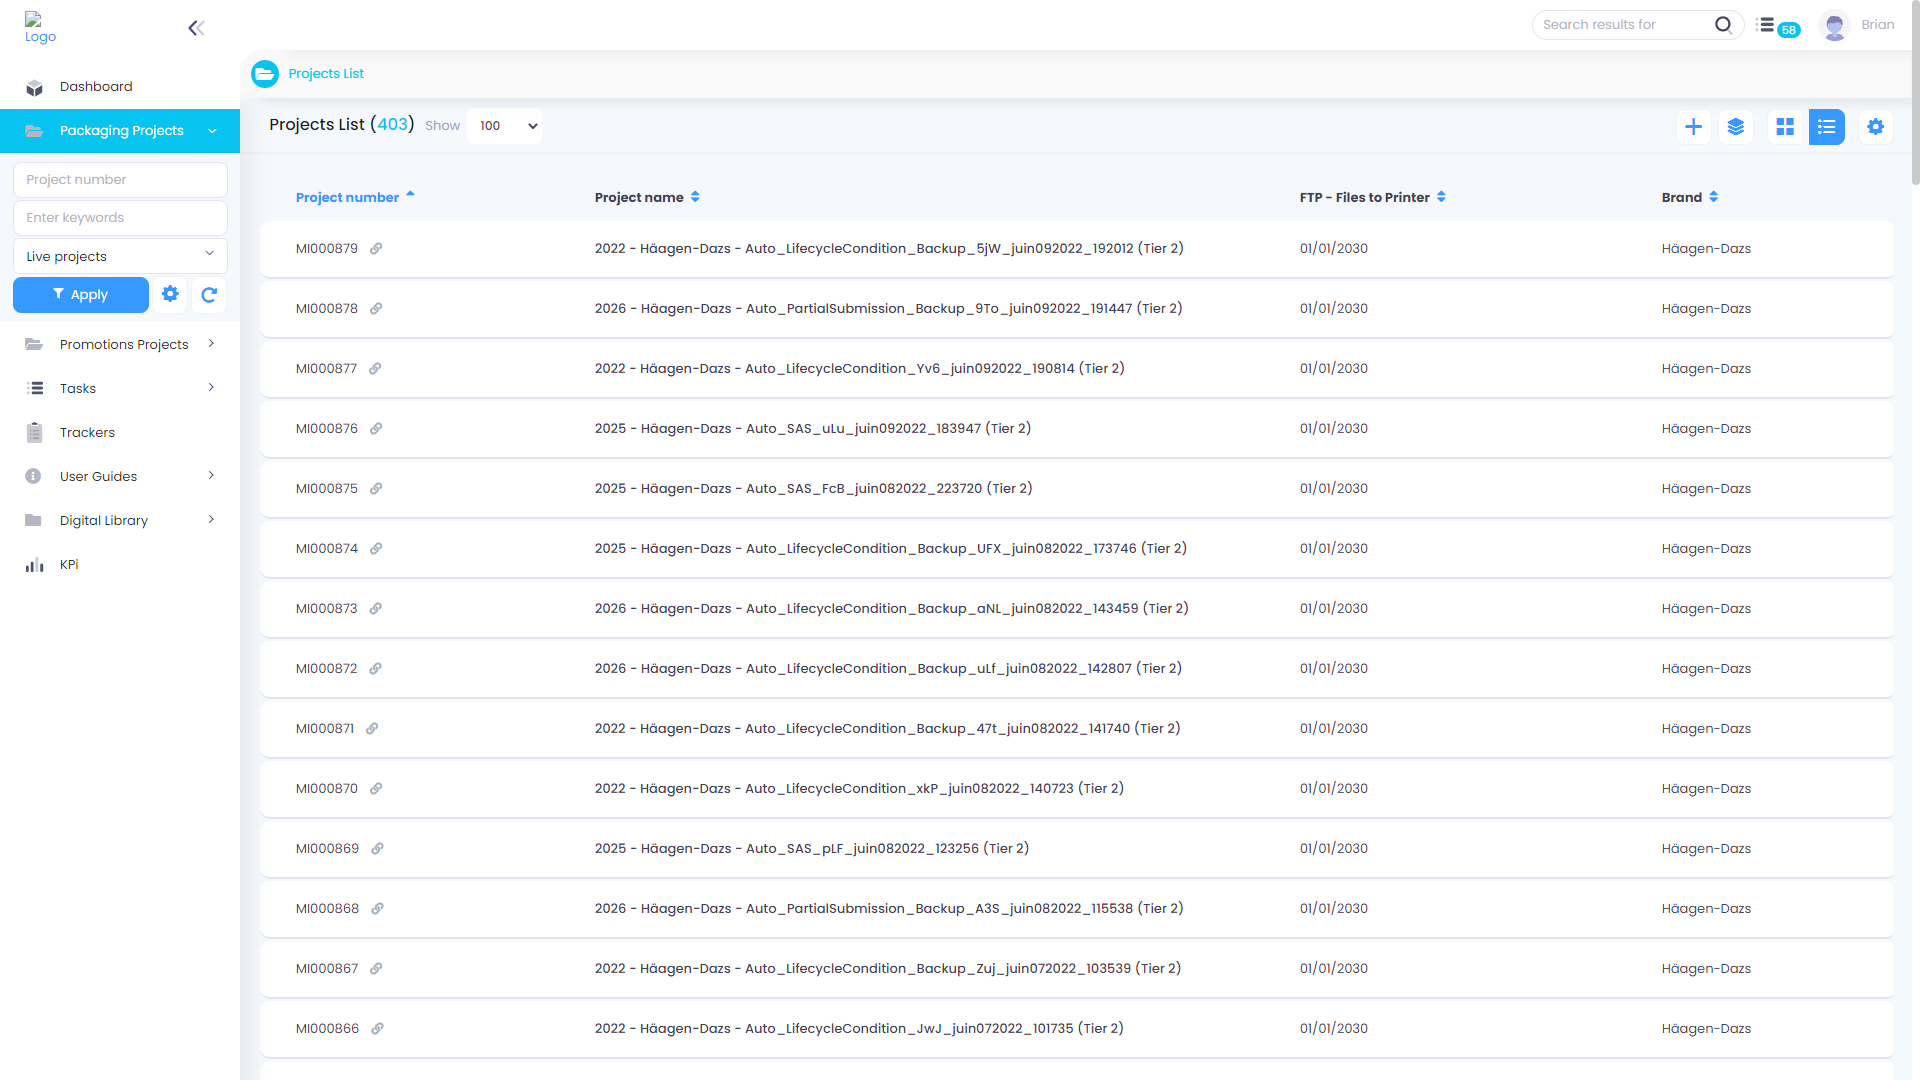 Logo
Search results for
58
Brian
Dashboard
Packaging Projects
Project number
Enter keywords
Live projects
Apply
Promotions Projects
Tasks
Trackers
User Guides
Digital Library
KPi
Projects List
Projects List (403) Show 100
Project number Project name FTP - Files to Printer Brand
MI000879 2022 - Häagen-Dazs - Auto_LifecycleCondition_Backup_5jW_juin092022_192012 (Tier 2) 01/01/2030 Häagen-Dazs
MI000878 2026 - Häagen-Dazs - Auto_PartialSubmission_Backup_9To_juin092022_191447 (Tier 2) 01/01/2030 Häagen-Dazs
MI000877 2022 - Häagen-Dazs - Auto_LifecycleCondition_Yv6_juin092022_190814 (Tier 2) 01/01/2030 Häagen-Dazs
MI000876 2025 - Häagen-Dazs - Auto_SAS_uLu_juin092022_183947 (Tier 2) 01/01/2030 Häagen-Dazs
MI000875 2025 - Häagen-Dazs - Auto_SAS_FcB_juin082022_223720 (Tier 2) 01/01/2030 Häagen-Dazs
MI000874 2025 - Häagen-Dazs - Auto_LifecycleCondition_Backup_UFX_juin082022_173746 (Tier 2) 01/01/2030 Häagen-Dazs
MI000873 2026 - Häagen-Dazs - Auto_LifecycleCondition_Backup_aNL_juin082022_143459 (Tier 2) 01/01/2030 Häagen-Dazs
MI000872 2026 - Häagen-Dazs - Auto_LifecycleCondition_Backup_uLf_juin082022_142807 (Tier 2) 01/01/2030 Häagen-Dazs
MI000871 2022 - Häagen-Dazs - Auto_LifecycleCondition_Backup_47t_juin082022_141740 (Tier 2) 01/01/2030 Häagen-Dazs
MI000870 2022 - Häagen-Dazs - Auto_LifecycleCondition_xkP_juin082022_140723 (Tier 2) 01/01/2030 Häagen-Dazs
MI000869 2025 - Häagen-Dazs - Auto_SAS_pLF_juin082022_123256 (Tier 2) 01/01/2030 Häagen-Dazs
MI000868 2026 - Häagen-Dazs - Auto_PartialSubmission_Backup_A3S_juin082022_115538 (Tier 2) 01/01/2030 Häagen-Dazs
MI000867 2022 - Häagen-Dazs - Auto_LifecycleCondition_Backup_Zuj_juin072022_103539 (Tier 2) 01/01/2030 Häagen-Dazs
MI000866 2022 - Häagen-Dazs - Auto_LifecycleCondition_JwJ_juin072022_101735 (Tier 2) 01/01/2030 Häagen-Dazs